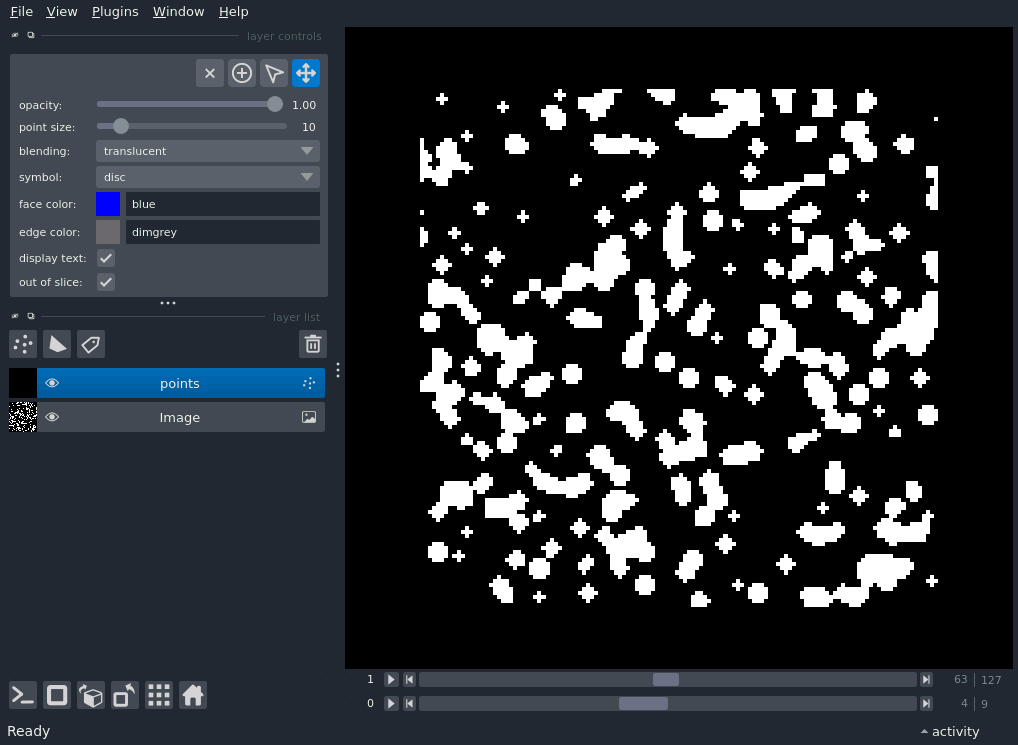 File View Plugins Window Help
layer controls
opacity: 1.00
point size: 10
blending: translucent
symbol: disc
face color: blue
edge color: dimgrey
display text:
out of slice:
layer list
points
Image
1 63 127
0 4 9
Ready activity